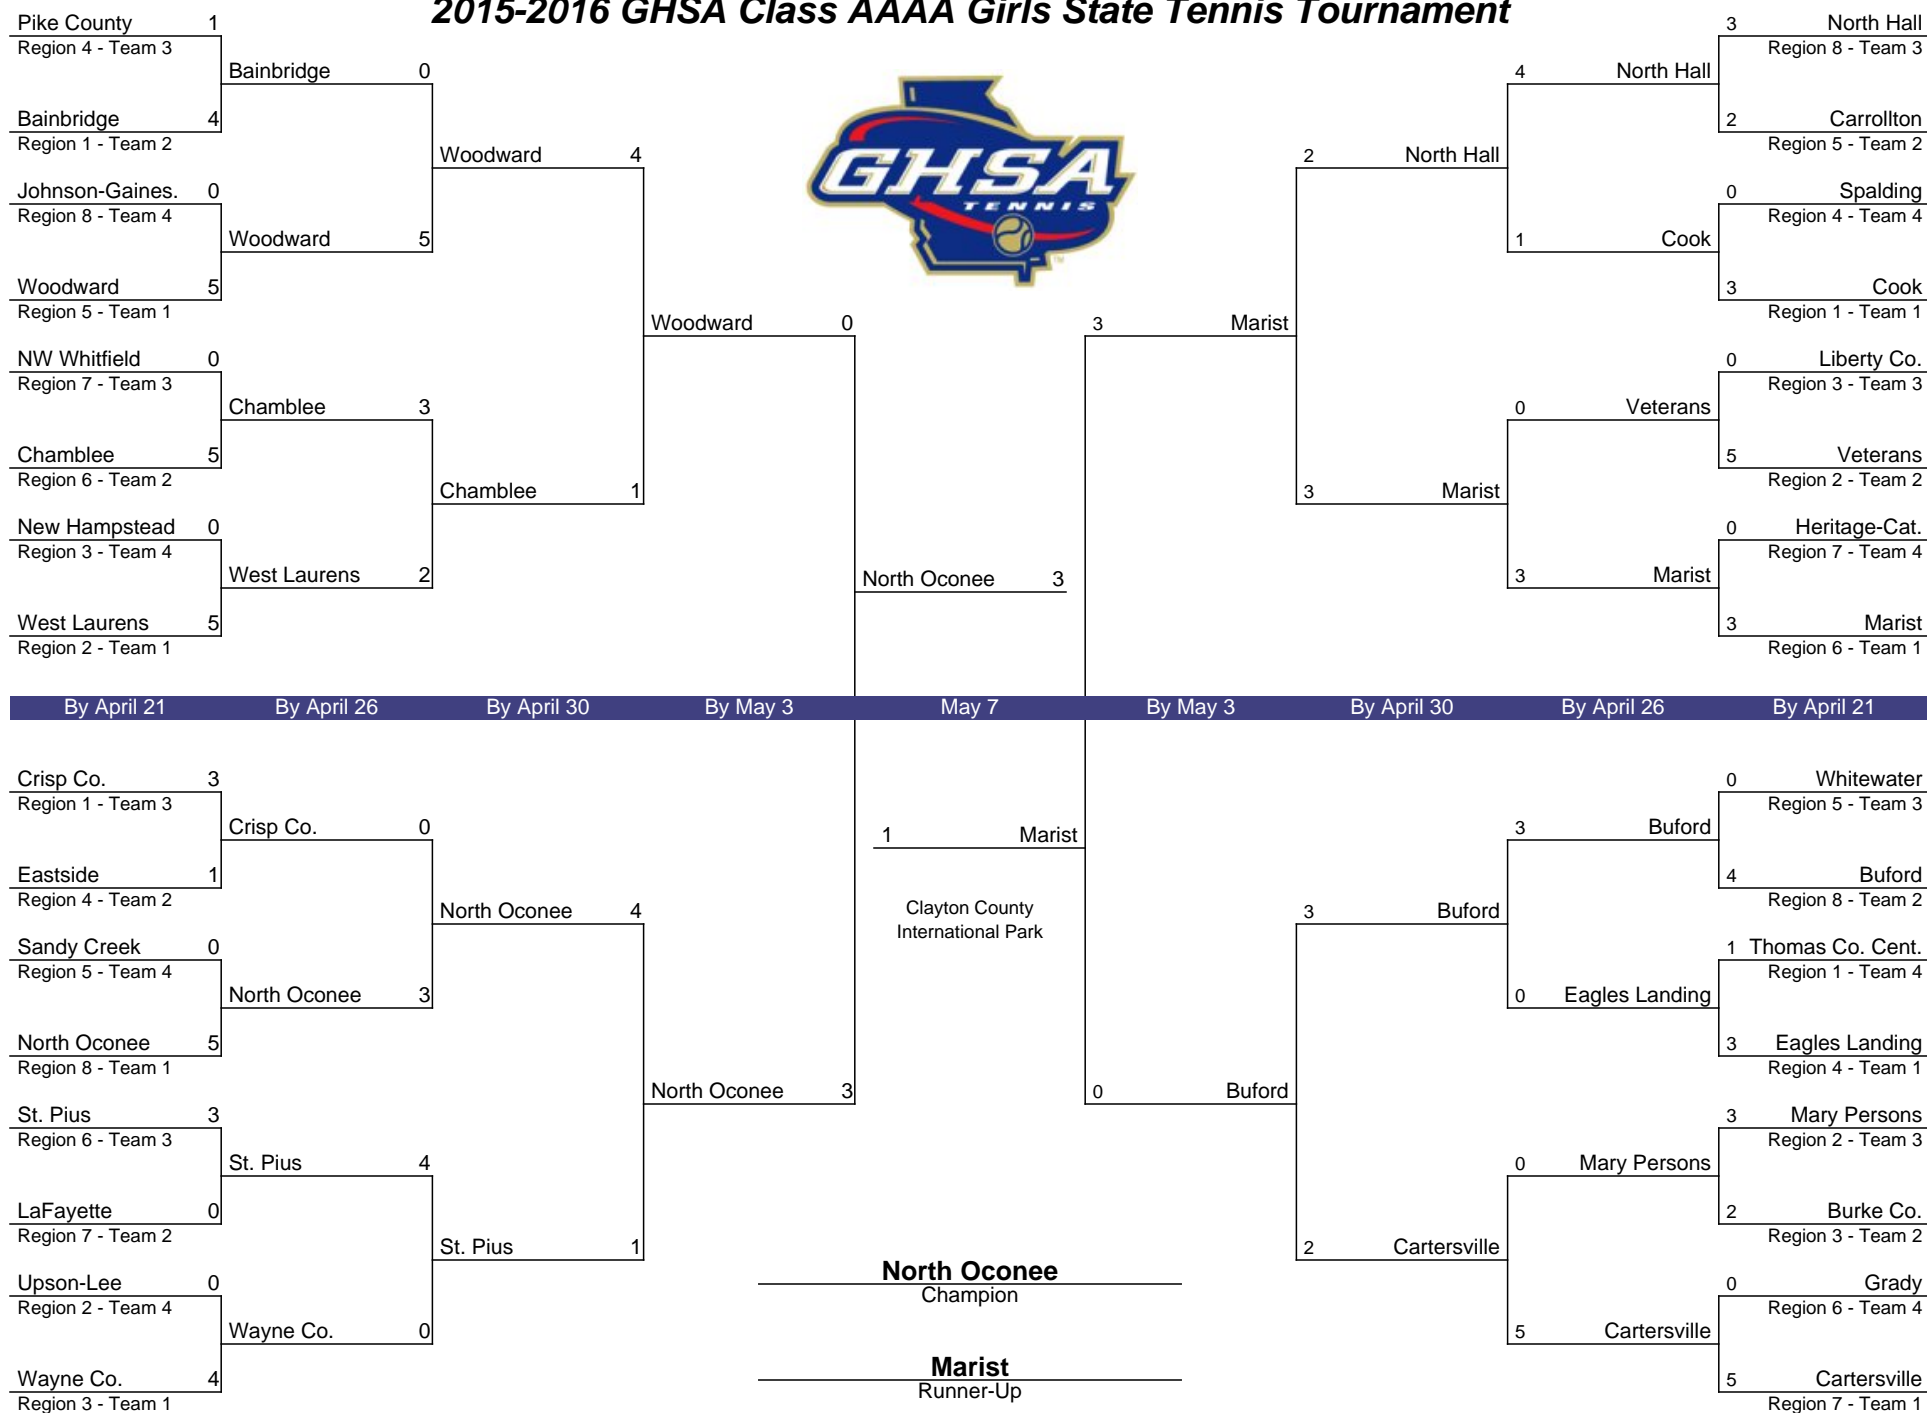 2015-2016 GHSA Class AAAA Girls State Tennis Tournament
Pike County 1
Region 4 - Team 3
Bainbridge 0
Bainbridge 4
Region 1 - Team 2
Woodward 4
Johnson-Gaines. 0
Region 8 - Team 4
Woodward 5
Woodward 5
Region 5 - Team 1
Woodward 0
NW Whitfield 0
Region 7 - Team 3
Chamblee 3
Chamblee 5
Region 6 - Team 2
Chamblee 1
New Hampstead 0
Region 3 - Team 4
West Laurens 2
West Laurens 5
Region 2 - Team 1
GHSA
TENNIS
TM
North Oconee 3
3 North Hall
Region 8 - Team 3
4 North Hall
2 Carrollton
Region 5 - Team 2
2 North Hall
0 Spalding
Region 4 - Team 4
1 Cook
3 Cook
Region 1 - Team 1
3 Marist
0 Liberty Co.
Region 3 - Team 3
0 Veterans
5 Veterans
Region 2 - Team 2
3 Marist
0 Heritage-Cat.
Region 7 - Team 4
3 Marist
3 Marist
Region 6 - Team 1
By April 21 By April 26 By April 30 By May 3 May 7 By May 3 By April 30 By April 26 By April 21
Crisp Co. 3
Region 1 - Team 3
Crisp Co. 0
Eastside 1
Region 4 - Team 2
North Oconee 4
Sandy Creek 0
Region 5 - Team 4
North Oconee 3
North Oconee 5
Region 8 - Team 1
North Oconee 3
St. Pius 3
Region 6 - Team 3
St. Pius 4
LaFayette 0
Region 7 - Team 2
St. Pius 1
Upson-Lee 0
Region 2 - Team 4
Wayne Co. 0
Wayne Co. 4
Region 3 - Team 1
1 Marist
Clayton County
International Park
North Oconee
Champion
Marist
Runner-Up
0 Whitewater
Region 5 - Team 3
3 Buford
4 Buford
Region 8 - Team 2
3 Buford
1 Thomas Co. Cent.
Region 1 - Team 4
0 Eagles Landing
3 Eagles Landing
Region 4 - Team 1
0 Buford
3 Mary Persons
Region 2 - Team 3
0 Mary Persons
2 Burke Co.
Region 3 - Team 2
2 Cartersville
0 Grady
Region 6 - Team 4
5 Cartersville
5 Cartersville
Region 7 - Team 1